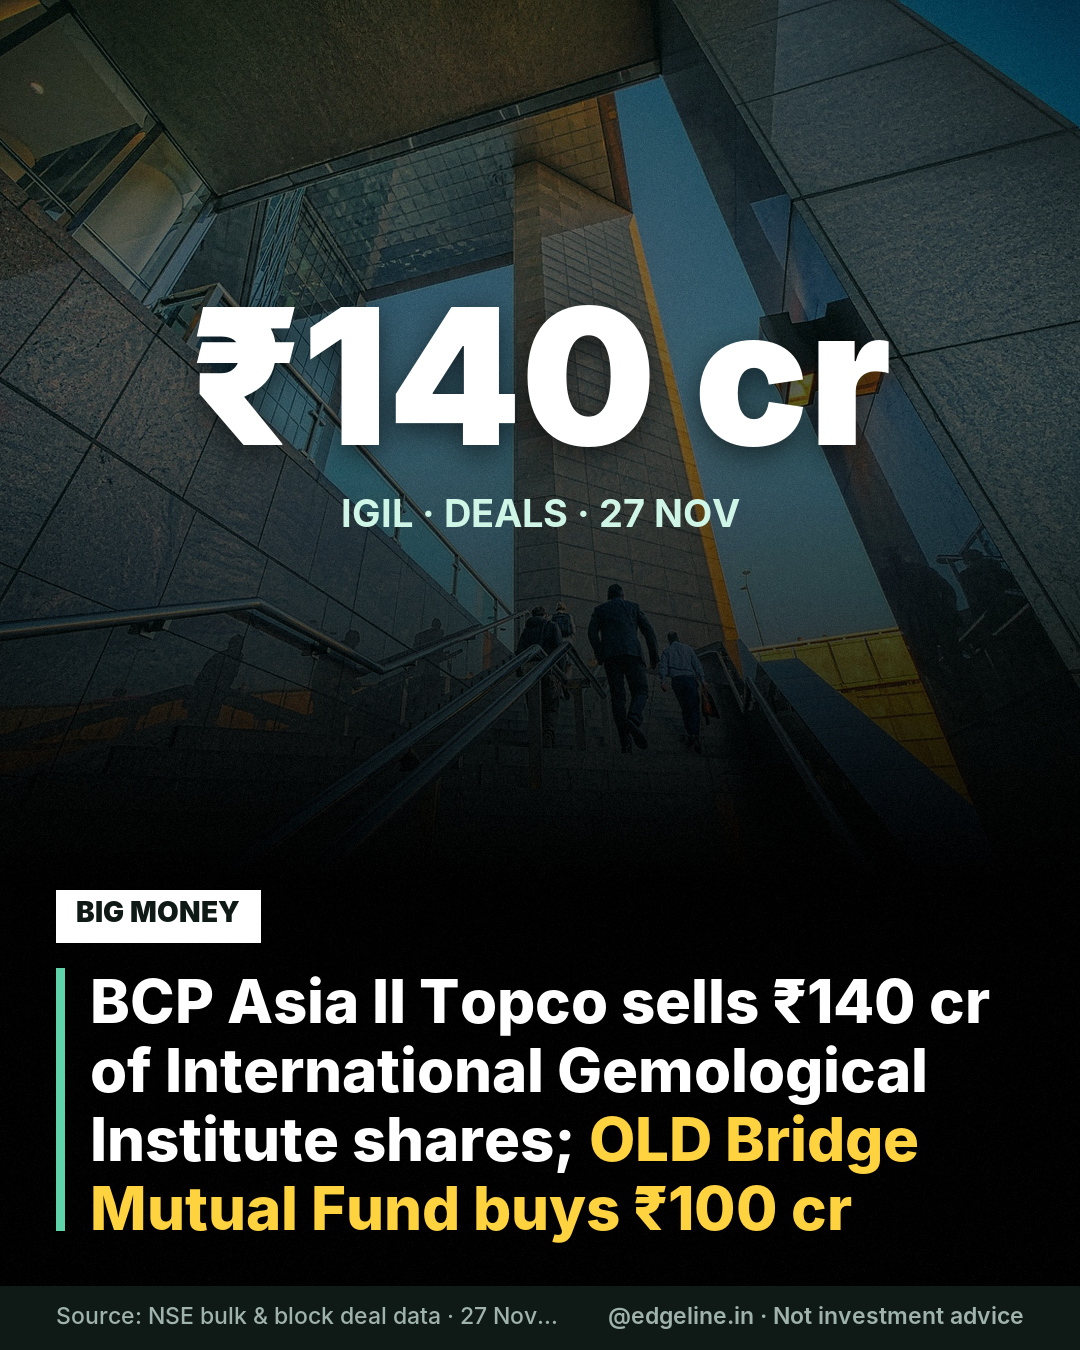 ₹140 cr
IGIL · DEALS · 27 NOV
BIG MONEY
BCP Asia II Topco sells ₹140 cr
of International Gemological
Institute shares; OLD Bridge
Mutual Fund buys ₹100 cr
Source: NSE bulk & block deal data · 27 Nov... @edgeline.in · Not investment advice